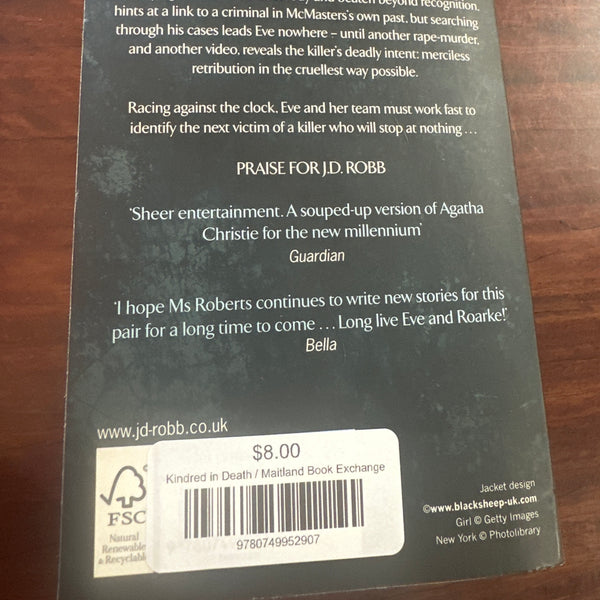 beyond recognition,
hints at a link to a criminal in McMasters's own past, but searching
through his cases leads Eve nowhere – until another rape-murder,
and another video, reveals the killer's deadly intent: merciless
retribution in the cruellest way possible.
Racing against the clock, Eve and her team must work fast to
identify the next victim of a killer who will stop at nothing ...
PRAISE FOR J.D. ROBB
'Sheer entertainment. A souped-up version of Agatha
Christie for the new millennium'
Guardian
'I hope Ms Roberts continues to write new stories for this
pair for a long time to come ... Long live Eve and Roarke!'
Bella
www.jd-robb.co.uk
$8.00
Kindred in Death / Maitland Book Exchange
9780749952907
FSC
Natural
Renewable
& Recyclabl
Jacket design
©www.blacksheep-uk.com
Girl © Getty Images
New York © Photolibrary